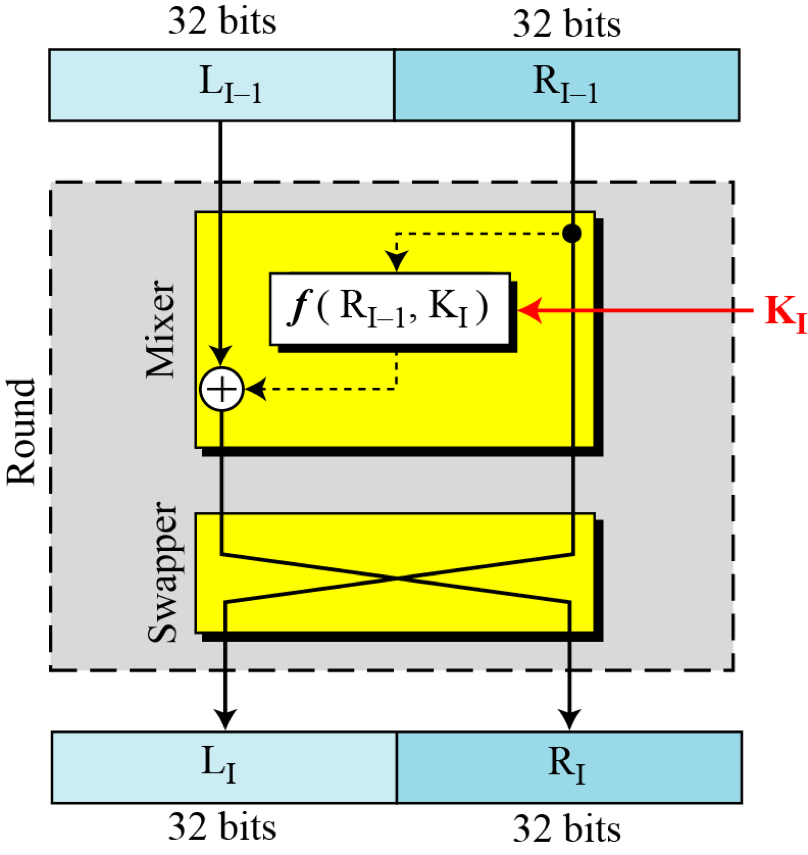 32 bits 32 bits
L_{I–1} R_{I–1}
Mixer
f( R_{I–1}, K_I )
K_I
Round
Swapper
L_I R_I
32 bits 32 bits